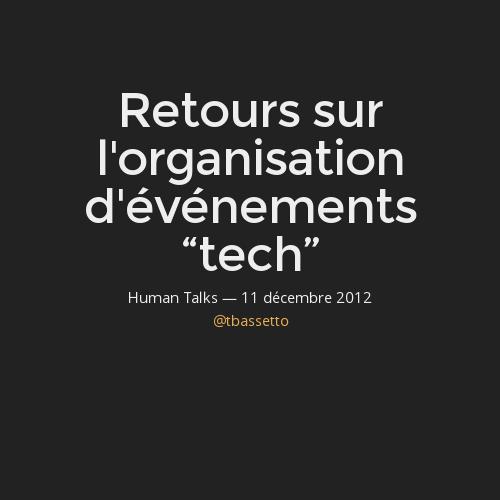 Retours sur
l'organisation
d'événements
“tech”
Human Talks — 11 décembre 2012
@tbassetto